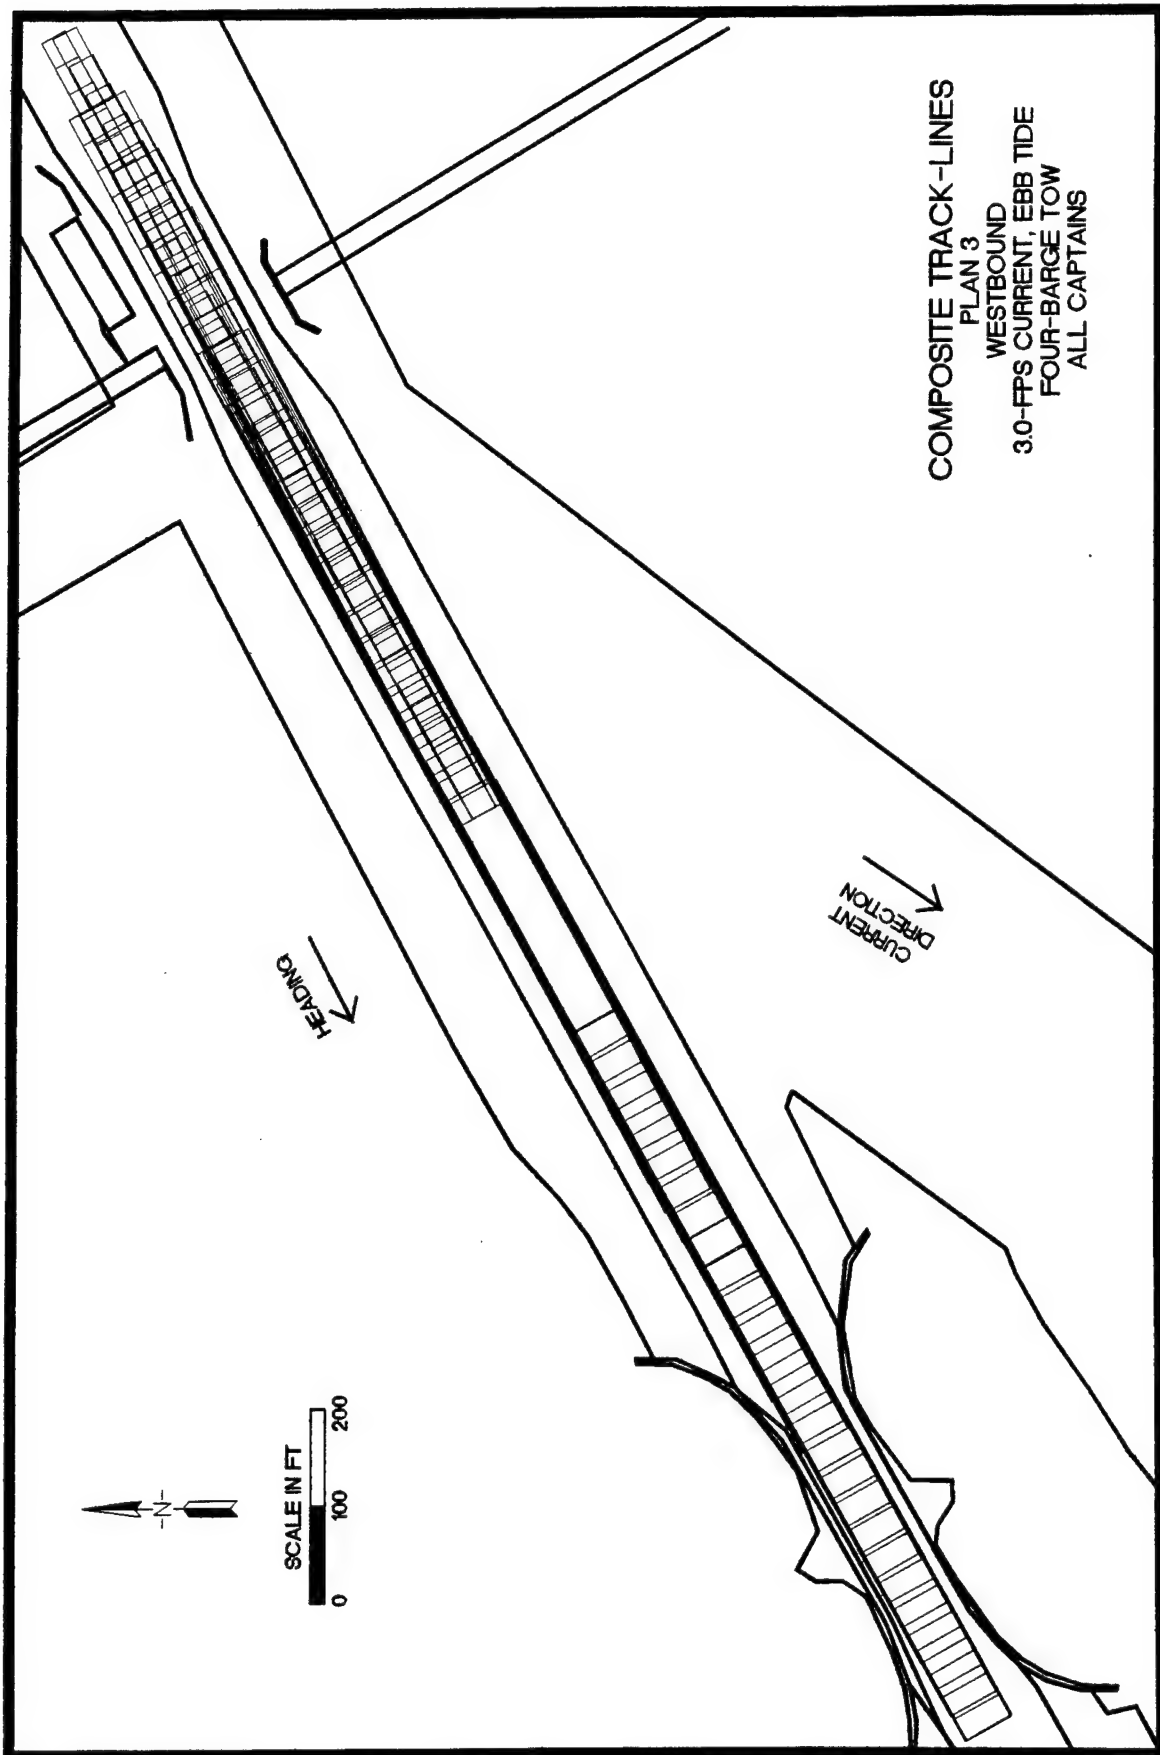 COMPOSITE TRACK-LINES
PLAN 3
WESTBOUND
3.0-FPS CURRENT, EBB TIDE
FOUR-BARGE TOW
ALL CAPTAINS
HEADING
CURRENT
DIRECTION
-N-
SCALE IN FT
0 100 200